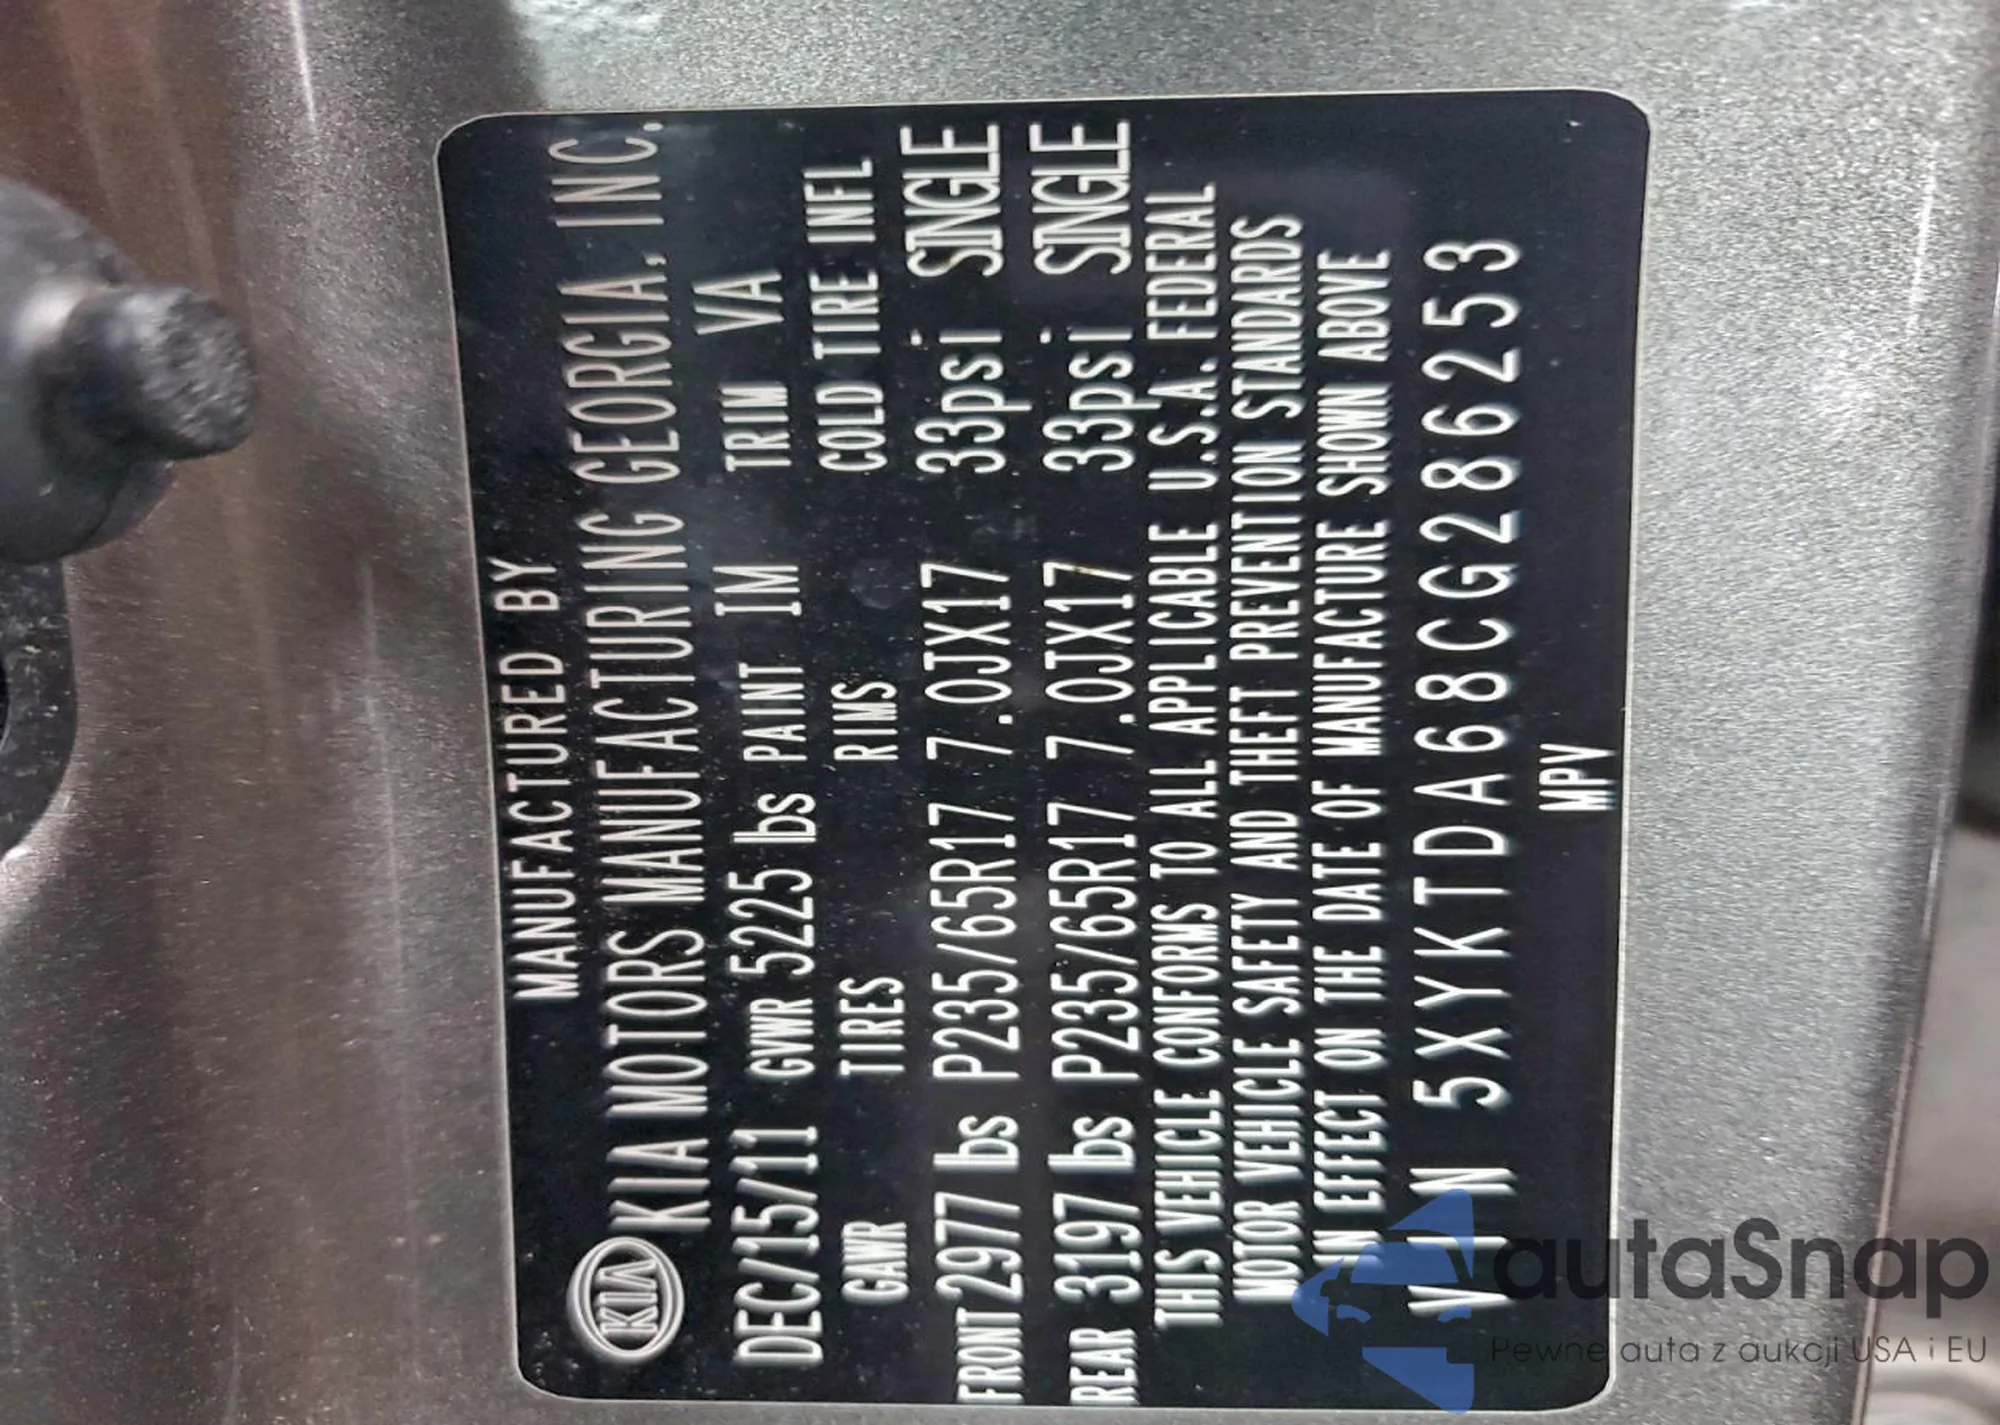 MANUFACTURED BY
KIA KIA MOTORS MANUFACTURING GEORGIA, INC.
DEC/15/11 GVWR 5225 lbs PAINT IM TRIM VA
GAWR TIRES RIMS COLD TIRE INFL
FRONT 2977 lbs P235/65R17 7.0JX17 33psi SINGLE
REAR 3197 lbs P235/65R17 7.0JX17 33psi SINGLE
THIS VEHICLE CONFORMS TO ALL APPLICABLE U.S.A. FEDERAL
MOTOR VEHICLE SAFETY AND THEFT PREVENTION STANDARDS
IN EFFECT ON THE DATE OF MANUFACTURE SHOWN ABOVE
VIN 5XYKTDA68CG286253
MPV
autaSnap
Pewne auta z aukcji USA i EU